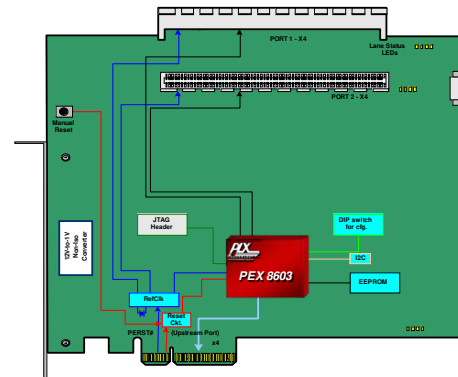 PORT 1 - X4
Lane Status
LEDs
PORT 2 - X4
Manual
Reset
JTAG
Header
DIP switch
for cfg.
12V-to-1V
Non-Iso
Converter
PLX
TECHNOLOGY
PEX 8603
I2C
EEPROM
RefClk
Reset
Ckt.
PERST#
(Upstream Port)
x4